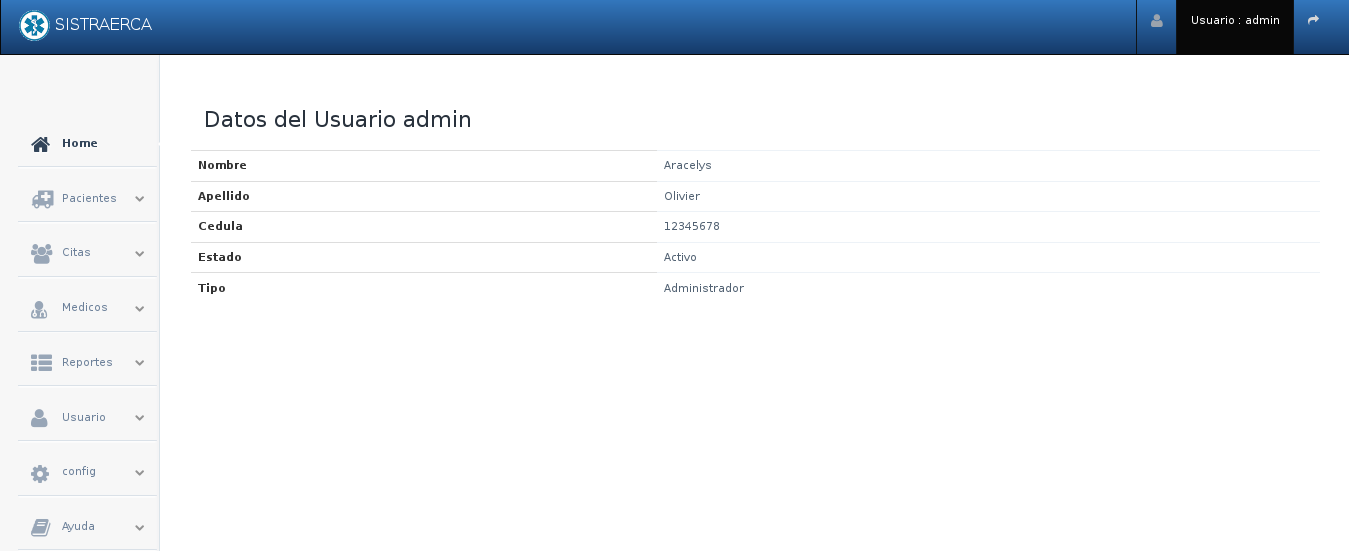 SISTRAERCA
Usuario : admin
Home
Pacientes
Citas
Medicos
Reportes
Usuario
config
Ayuda
Datos del Usuario admin
Nombre Aracelys
Apellido Olivier
Cedula 12345678
Estado Activo
Tipo Administrador